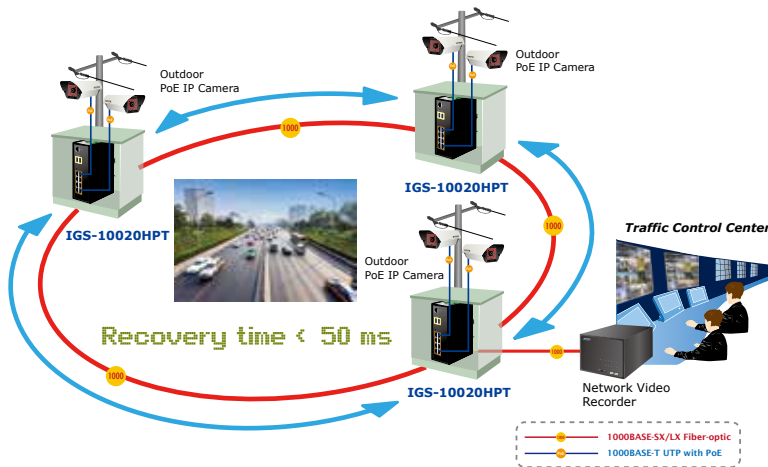 Outdoor
PoE IP Camera
Outdoor
PoE IP Camera
1000
IGS-10020HPT
IGS-10020HPT
1000
Traffic Control Center
Outdoor
PoE IP Camera
Recovery time < 50 ms
1000
1000
IGS-10020HPT
Network Video
Recorder
1000BASE-SX/LX Fiber-optic
1000BASE-T UTP with PoE